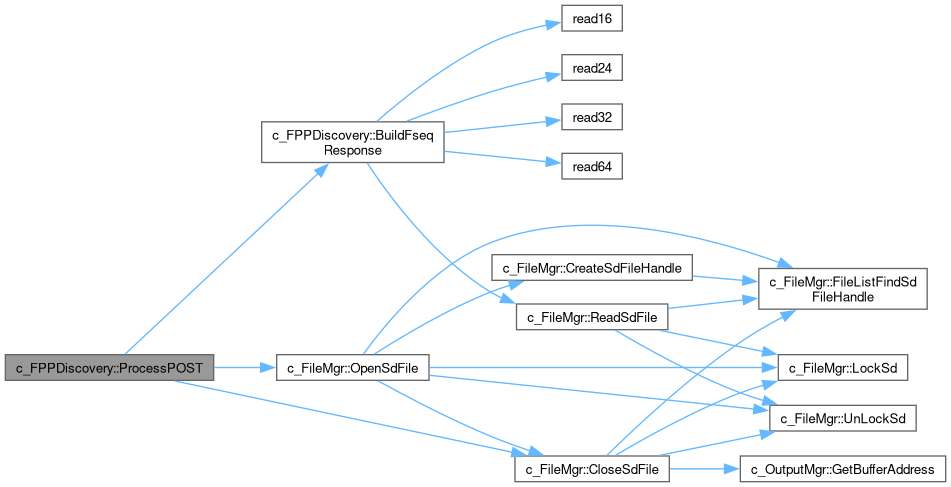 read16
read24
c_FPPDiscovery::BuildFseq
Response
read32
read64
c_FileMgr::CreateSdFileHandle
c_FileMgr::FileListFindSd
FileHandle
c_FileMgr::ReadSdFile
c_FPPDiscovery::ProcessPOST
c_FileMgr::OpenSdFile
c_FileMgr::LockSd
c_FileMgr::UnLockSd
c_FileMgr::CloseSdFile
c_OutputMgr::GetBufferAddress